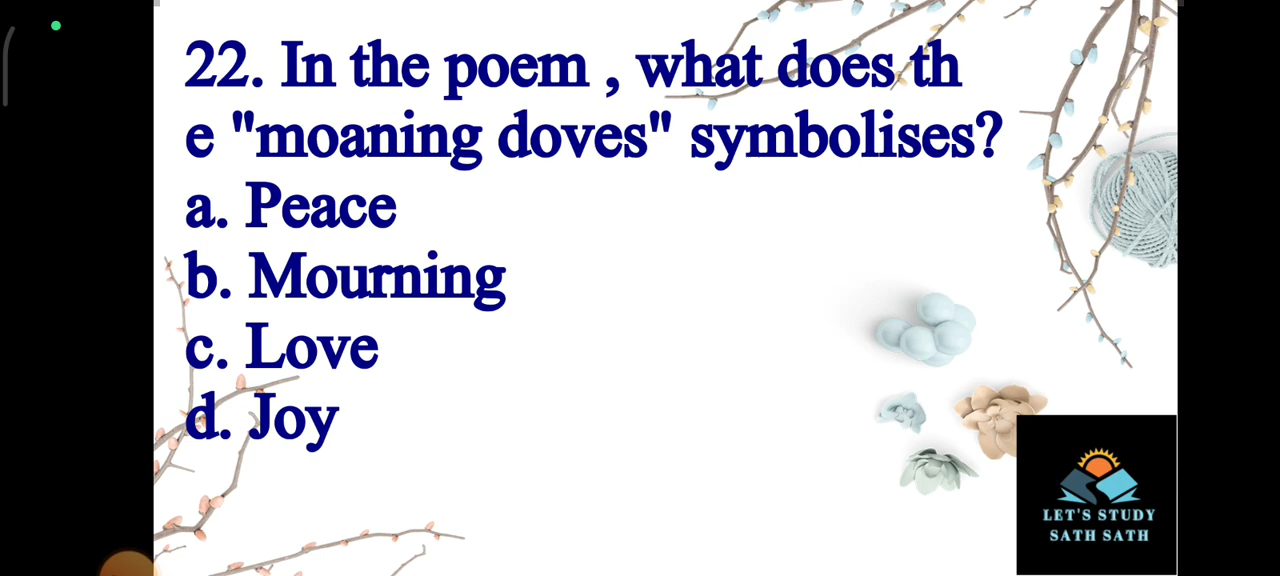 22. In the poem , what does th
e "moaning doves" symbolises?
a. Peace
b. Mourning
c. Love
d. Joy
LET'S STUDY
SATH SATH